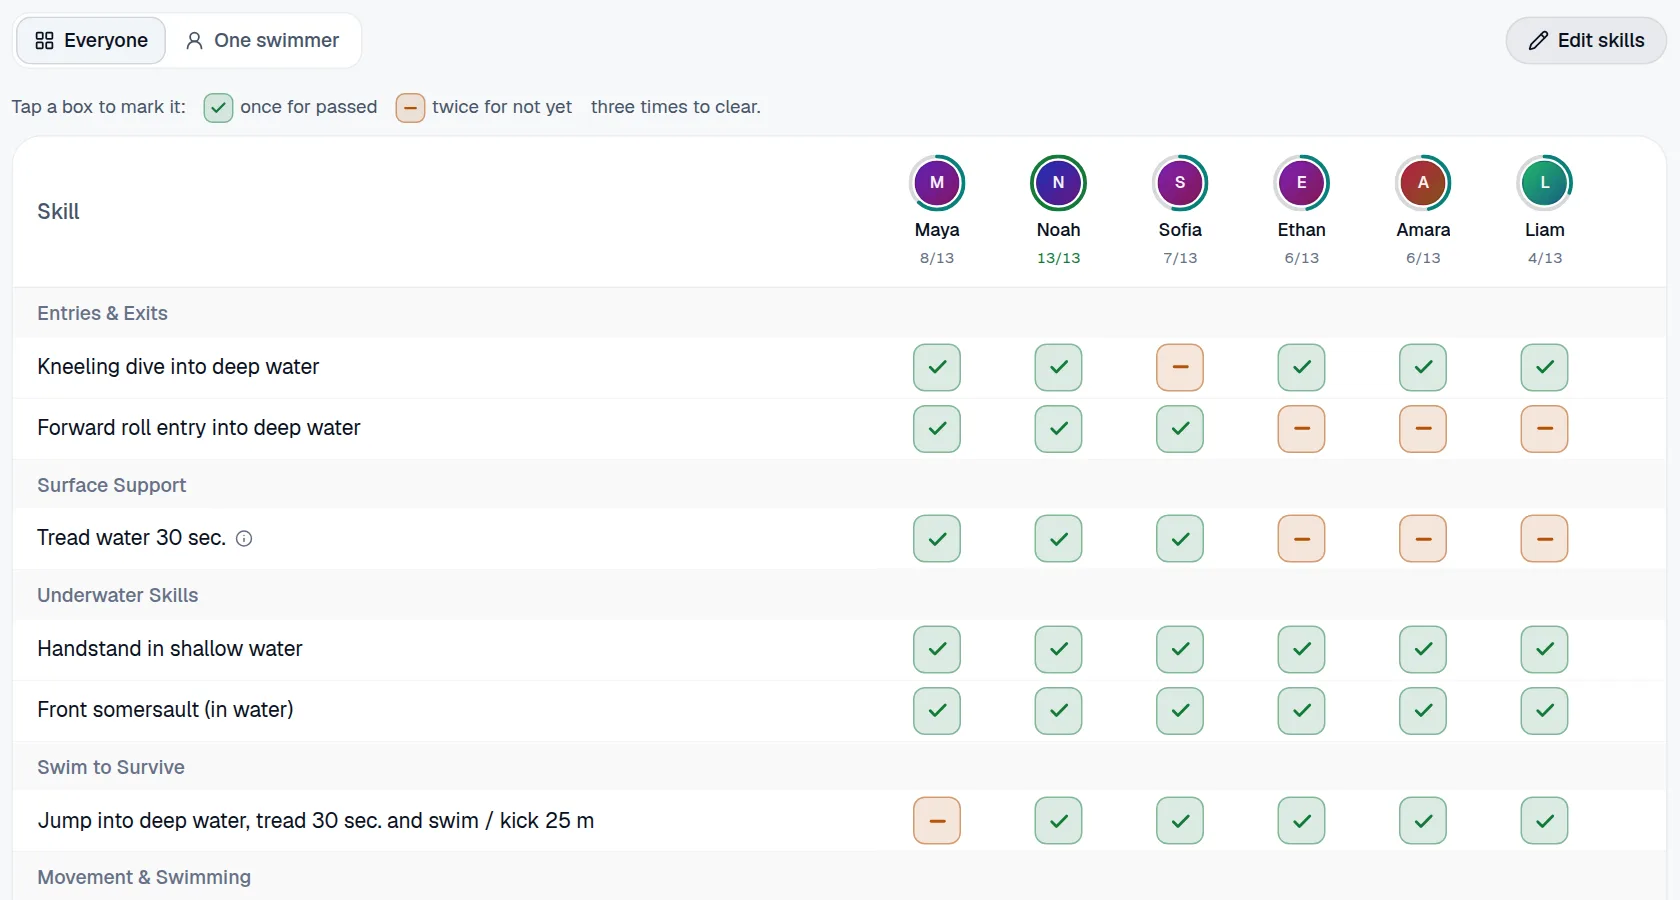 Everyone One swimmer Edit skills
Tap a box to mark it: once for passed twice for not yet three times to clear.
M N S E A L
Skill Maya Noah Sofia Ethan Amara Liam
8/13 13/13 7/13 6/13 6/13 4/13
Entries & Exits
Kneeling dive into deep water
Forward roll entry into deep water
Surface Support
Tread water 30 sec.
Underwater Skills
Handstand in shallow water
Front somersault (in water)
Swim to Survive
Jump into deep water, tread 30 sec. and swim / kick 25 m
Movement & Swimming